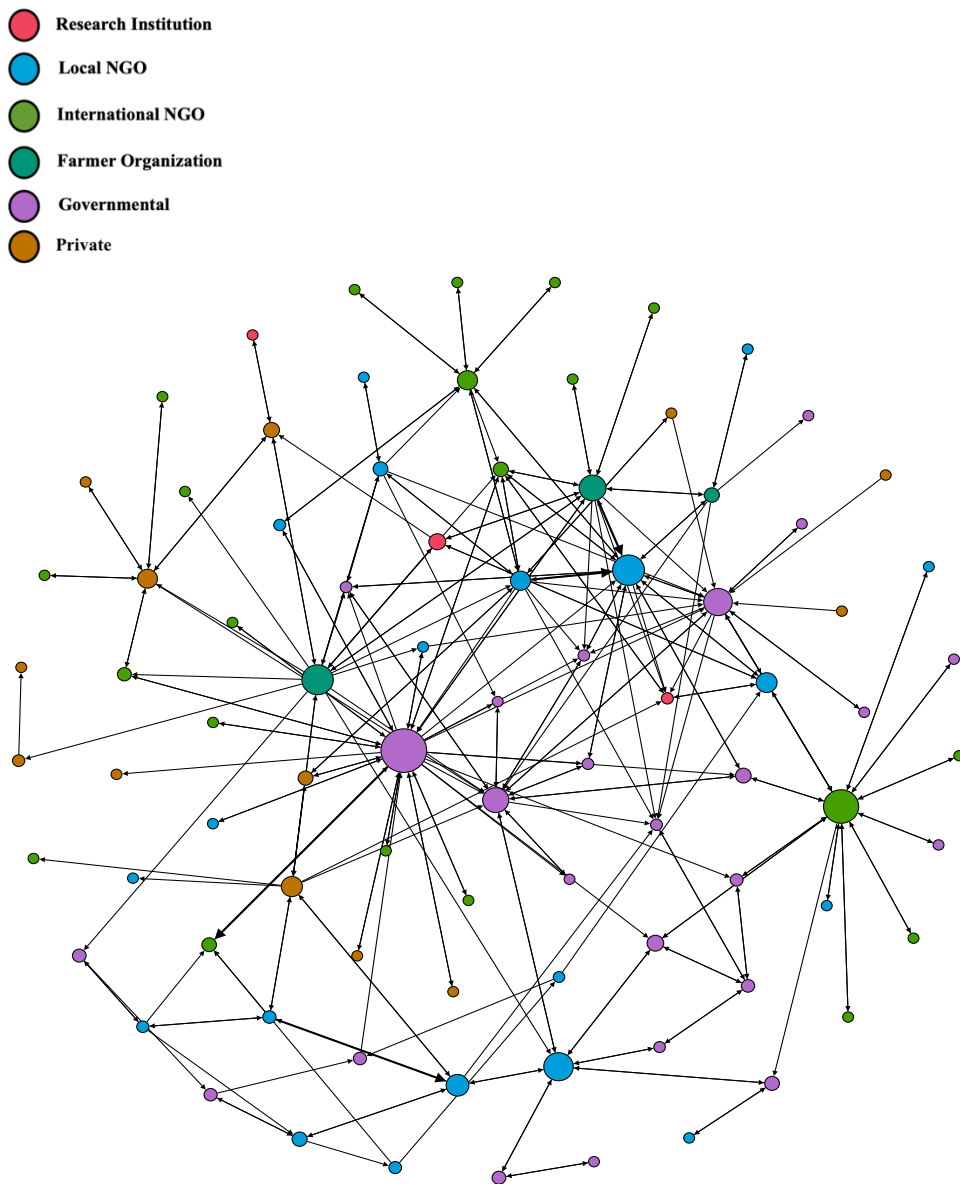 Research Institution
Local NGO
International NGO
Farmer Organization
Governmental
Private